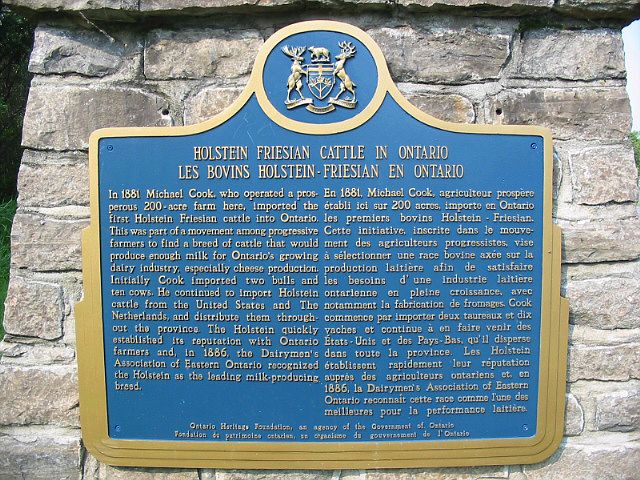 HOLSTEIN FRIESIAN CATTLE IN ONTARIO
LES BOVINS HOLSTEIN-FRIESIAN EN ONTARIO
In 1881 Michael Cook, who operated a pros-
perous 200-acre farm here, imported the
first Holstein Friesian cattle into Ontario.
This was part of a movement among progressive
farmers to find a breed of cattle that would
produce enough milk for Ontario's growing
dairy industry, especially cheese production.
Initially Cook imported two bulls and
ten cows. He continued to import Holstein
cattle from the United States and The
Netherlands, and distribute them through-
out the province. The Holstein quickly
established its reputation with Ontario
farmers and, in 1886, the Dairymen's
Association of Eastern Ontario recognized
the Holstein as the leading milk-producing
breed.
En 1881, Michael Cook, agriculteur prospère
établi ici sur 200 acres, importe en Ontario
les premiers bovins Holstein-Friesian.
Cette initiative, inscrite dans le mouve-
ment des agriculteurs progressistes, vise
à sélectionner une race bovine axée sur la
production laitière afin de satisfaire
les besoins d'une industrie laitière
ontarienne en pleine croissance, avec
notamment la fabrication de fromages. Cook
commence par importer deux taureaux et dix
vaches et continue à en faire venir des
États-Unis et des Pays-Bas, qu'il disperse
dans toute la province. Les Holstein
établissent rapidement leur réputation
auprès des agriculteurs ontariens et, en
1886, la Dairymen's Association of Eastern
Ontario reconnaît cette race comme l'une des
meilleures pour la performance laitière.
Ontario Heritage Foundation, an agency of the Government of Ontario
Fondation du patrimoine ontarien, un organisme du gouvernement de l'Ontario